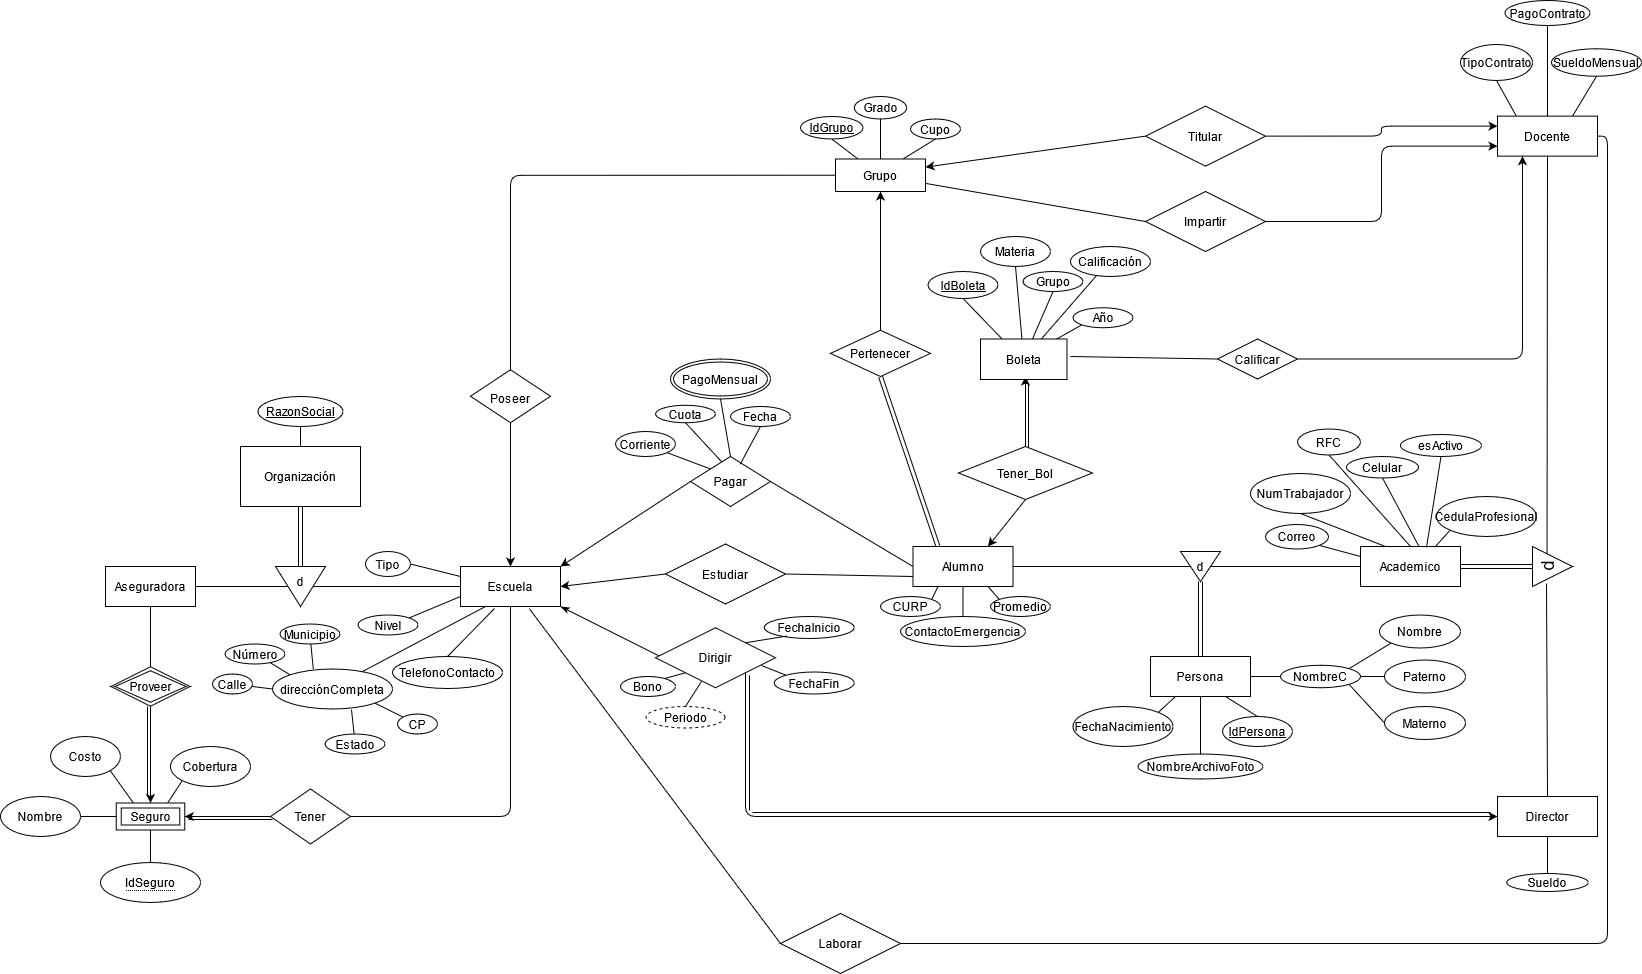 PagoContrato
TipoContrato
SueldoMensual
Docente
Grado
IdGrupo
Cupo
Grupo
Titular
Impartir
Materia
Calificación
IdBoleta
Grupo
Año
Boleta
Calificar
Pertenecer
Poseer
PagoMensual
Cuota
Fecha
Corriente
Pagar
Tener_Bol
RazonSocial
Organización
RFC
esActivo
Celular
NumTrabajador
CedulaProfesional
Correo
Academico
d
Aseguradora
d
Tipo
Escuela
Estudiar
Alumno
d
CURP
Promedio
ContactoEmergencia
Nivel
Municipio
Número
Calle
direcciónCompleta
CP
Estado
TelefonoContacto
FechaInicio
Dirigir
FechaFin
Bono
Periodo
Nombre
Persona
NombreC
Paterno
Materno
FechaNacimiento
IdPersona
NombreArchivoFoto
Proveer
Costo
Cobertura
Nombre
Seguro
Tener
IdSeguro
Director
Sueldo
Laborar